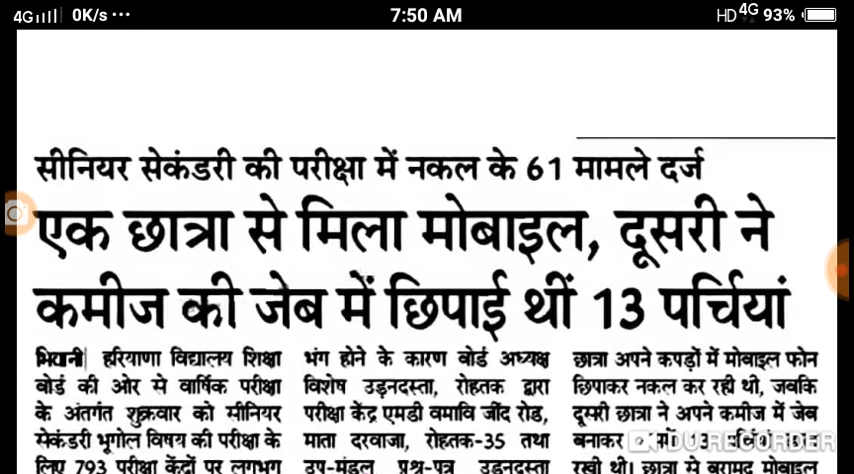 4G 0K/s ...
7:50 AM
HD 4G 93%
सीनियर सेकंडरी की परीक्षा में नकल के 61 मामले दर्ज
एक छात्रा से मिला मोबाइल, दूसरी ने
कमीज की जेब में छिपाई थीं 13 पर्चियां
भिवानी| हरियाणा विद्यालय शिक्षा
बोर्ड की ओर से वार्षिक परीक्षा
के अंतर्गत शुक्रवार को सीनियर
सेकंडरी भूगोल विषय की परीक्षा के
लिए 793 परीक्षा केंद्रों पर लगभग
भंग होने के कारण बोर्ड अध्यक्ष
विशेष उड़नदस्ता, रोहतक द्वारा
परीक्षा केंद्र एमडी वमावि जींद रोड,
माता दरवाजा, रोहतक-35 तथा
उप-मंडल प्रश्न-पत्र उड़नदस्ता
छात्रा अपने कपड़ों में मोबाइल फोन
छिपाकर नकल कर रही थी, जबकि
दूसरी छात्रा ने अपने कमीज में जेब
बनाकर 13
रखी थी। छात्रा से बरामद मोबाइल
DU RECORDER